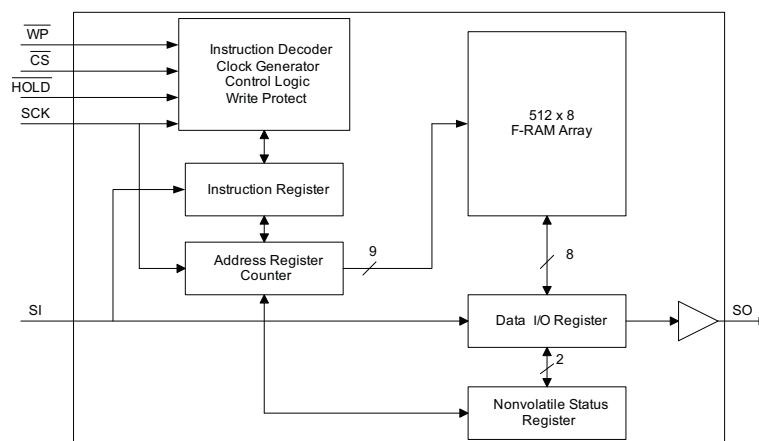 WP
CS
HOLD
SCK
Instruction Decoder
Clock Generator
Control Logic
Write Protect
512 x 8
F-RAM Array
Instruction Register
Address Register
Counter
9
8
SI
Data I/O Register
SO
2
Nonvolatile Status
Register